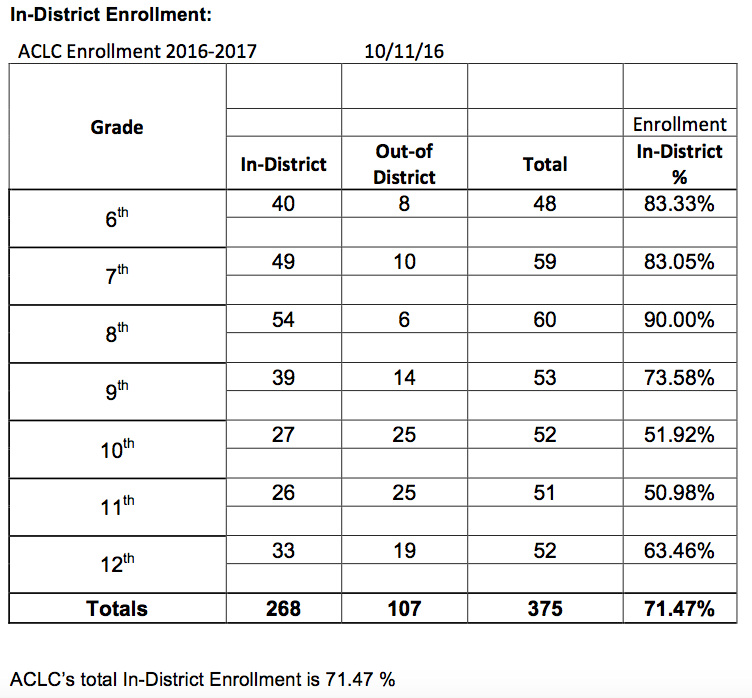 In-District Enrollment:
ACLC Enrollment 2016-2017 10/11/16
Enrollment
Grade In-District Out-of District Total In-District %
6th 40 8 48 83.33%
7th 49 10 59 83.05%
8th 54 6 60 90.00%
9th 39 14 53 73.58%
10th 27 25 52 51.92%
11th 26 25 51 50.98%
12th 33 19 52 63.46%
Totals 268 107 375 71.47%
ACLC's total In-District Enrollment is 71.47 %